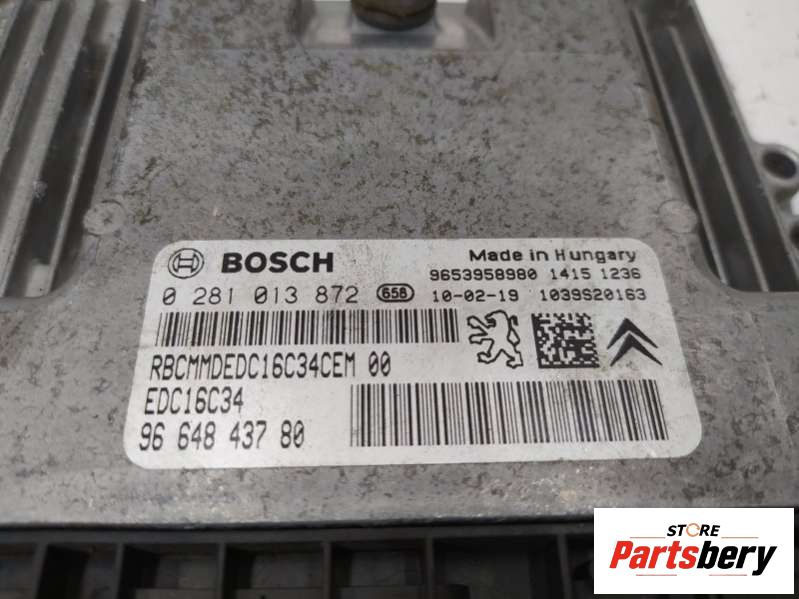 BOSCH
Made in Hungary
9653958980 1415 1236
0 281 013 872 658 10-02-19 1039S20163
RBCMMDEDC16C34CEM 00
EDC16C34
96 648 437 80
STORE
Partsbery